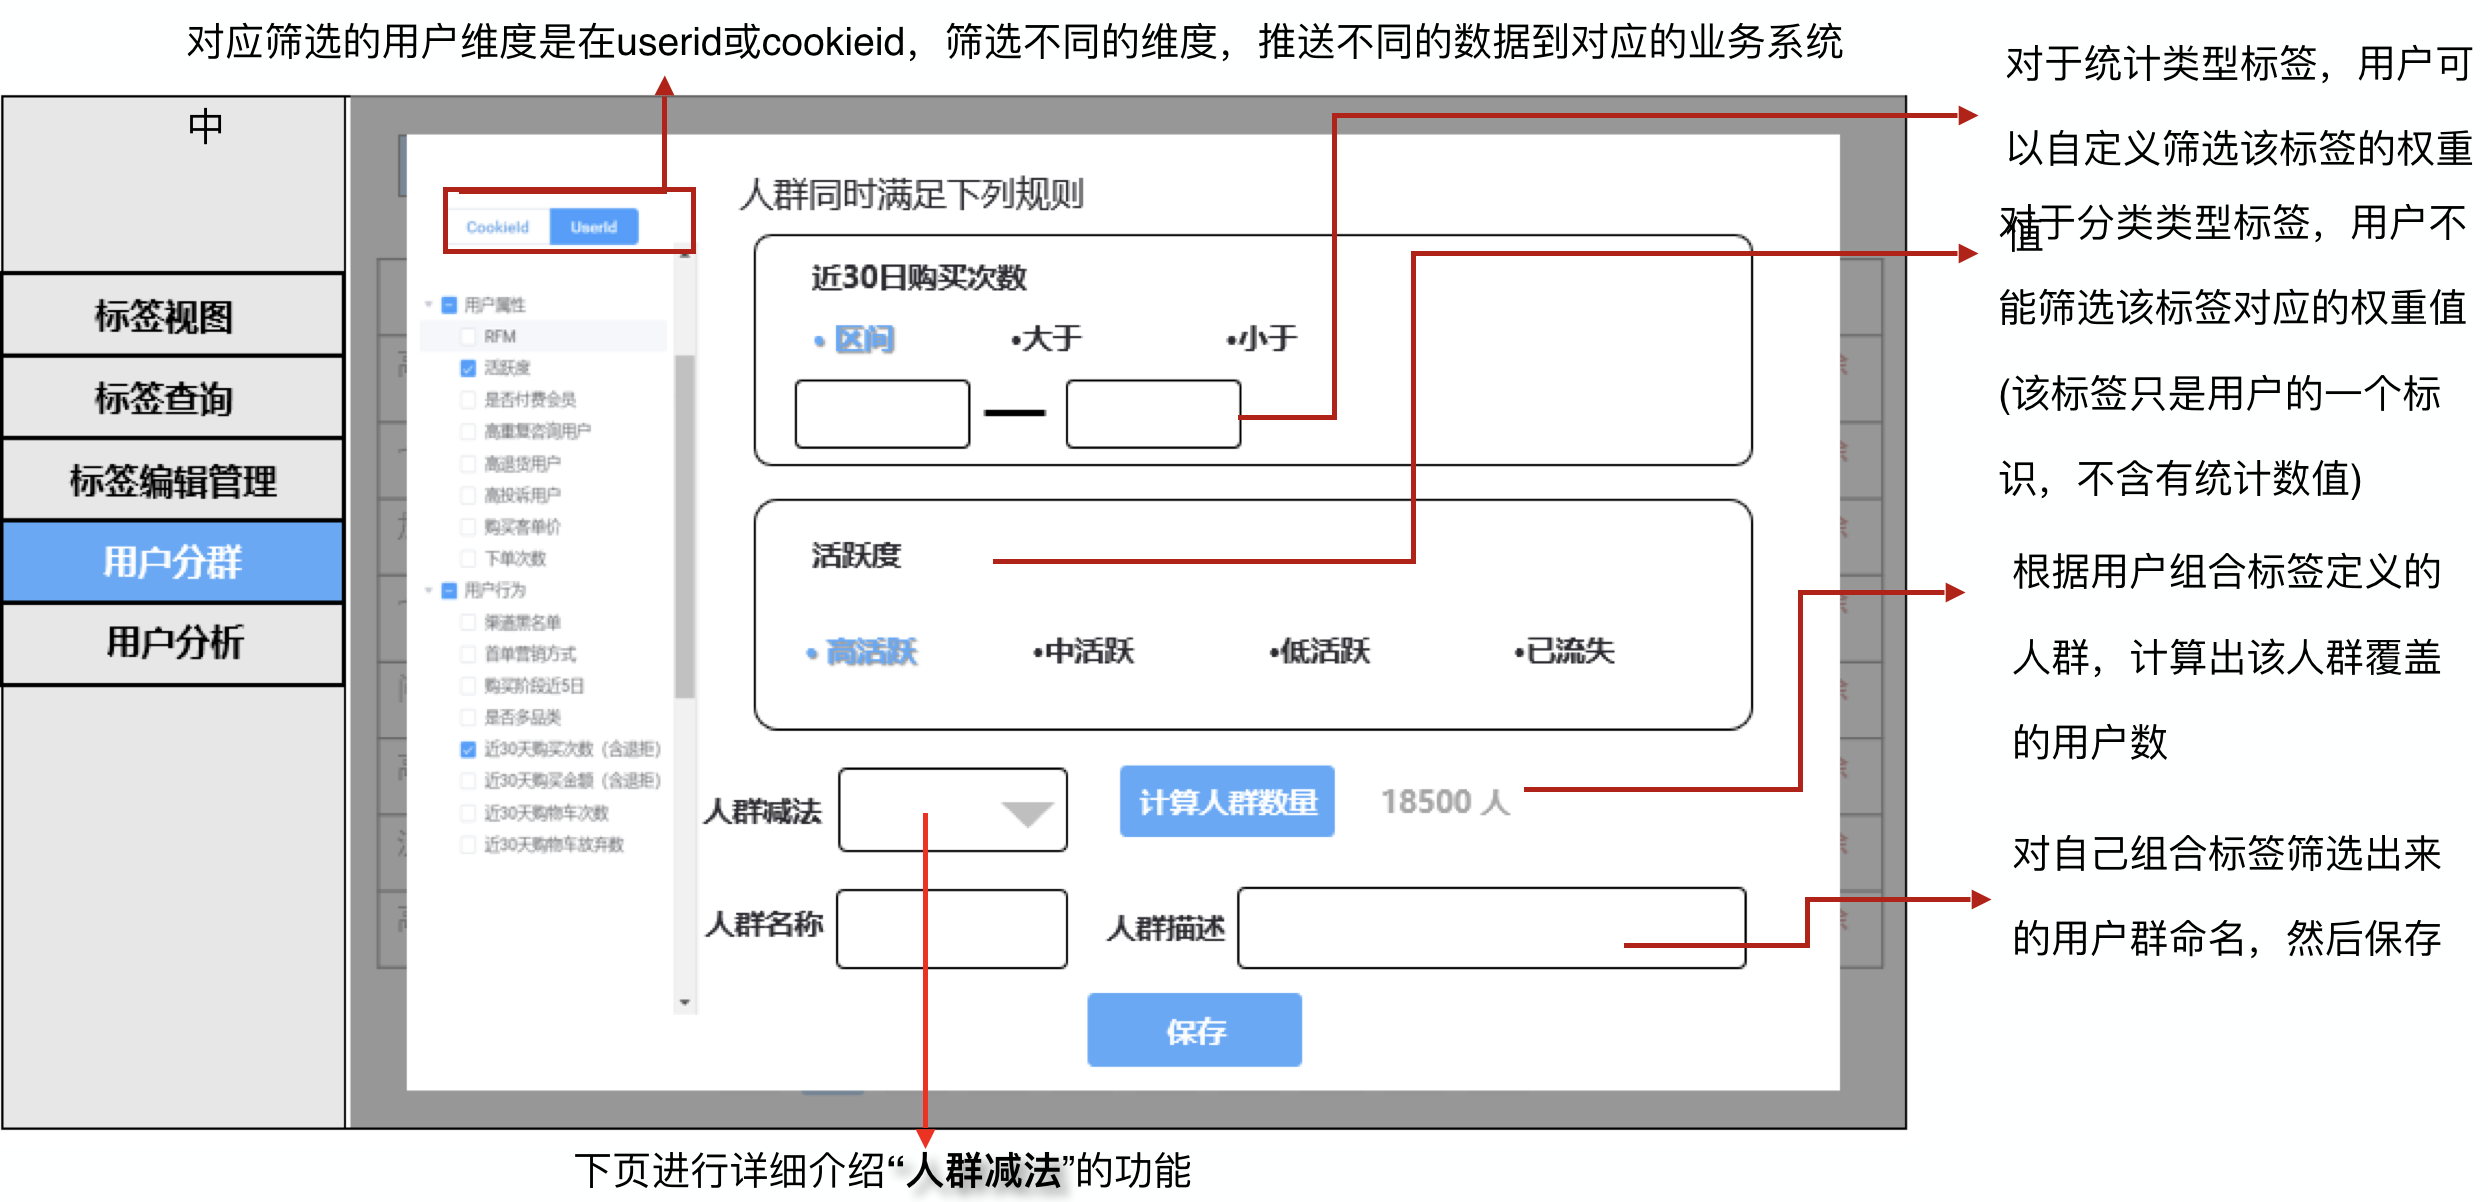 对应筛选的用户维度是在userid或cookieid，筛选不同的维度，推送不同的数据到对应的业务系统
中
标签视图
标签查询
标签编辑管理
用户分群
用户分析
CookieId
UserId
用户属性
RFM
活跃度
是否付费会员
高重复咨询用户
高退货用户
高投诉用户
购买客单价
下单次数
用户行为
渠道黑名单
首单营销方式
购买阶段近5日
是否多品类
近30天购买次数（含退拒）
近30天购买金额（含退拒）
近30天购物车次数
近30天购物车放弃数
人群同时满足下列规则
近30日购买次数
• 区间
•大于
•小于
活跃度
• 高活跃
•中活跃
•低活跃
•已流失
人群减法
计算人群数量
18500 人
人群名称
人群描述
保存
对于统计类型标签，用户可
以自定义筛选该标签的权重
值
对于分类类型标签，用户不
能筛选该标签对应的权重值
(该标签只是用户的一个标
识，不含有统计数值)
根据用户组合标签定义的
人群，计算出该人群覆盖
的用户数
对自己组合标签筛选出来
的用户群命名，然后保存
下页进行详细介绍“人群减法”的功能